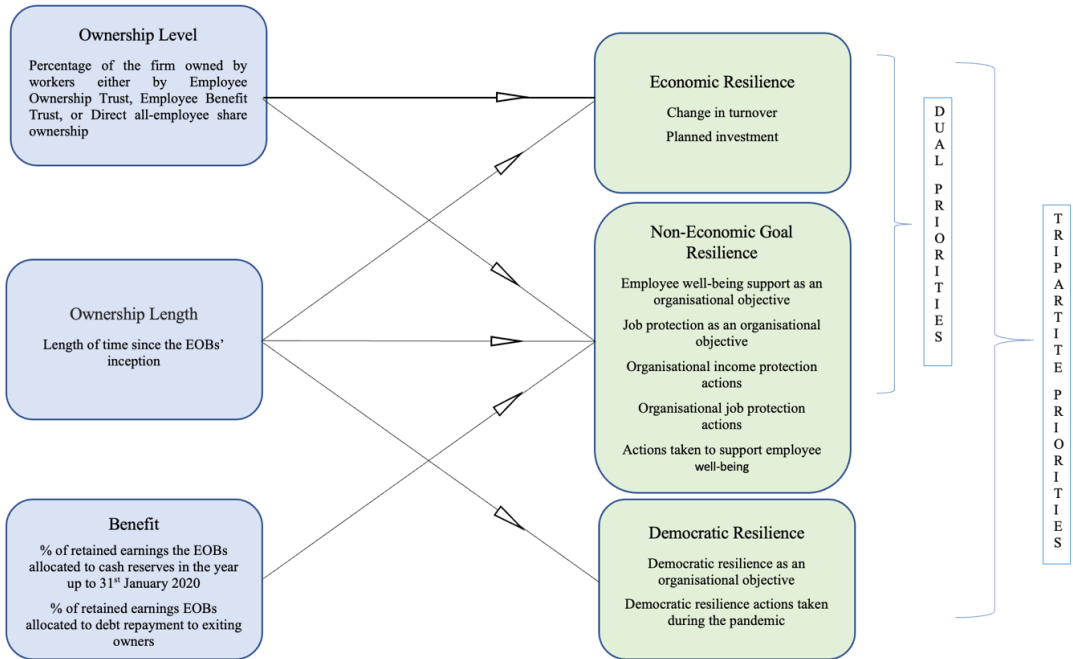 Ownership Level
Percentage of the firm owned by
workers either by Employee
Ownership Trust, Employee Benefit
Trust, or Direct all-employee share
ownership
Ownership Length
Length of time since the EOBs'
inception
Benefit
% of retained earnings the EOBs
allocated to cash reserves in the year
up to 31st January 2020
% of retained earnings EOBs
allocated to debt repayment to exiting
owners
Economic Resilience
Change in turnover
Planned investment
Non-Economic Goal
Resilience
Employee well-being support as an
organisational objective
Job protection as an organisational
objective
Organisational income protection
actions
Organisational job protection
actions
Actions taken to support employee
well-being
Democratic Resilience
Democratic resilience as an
organisational objective
Democratic resilience actions taken
during the pandemic
DUAL PRIORITIES
TRIPARTITE PRIORITIES